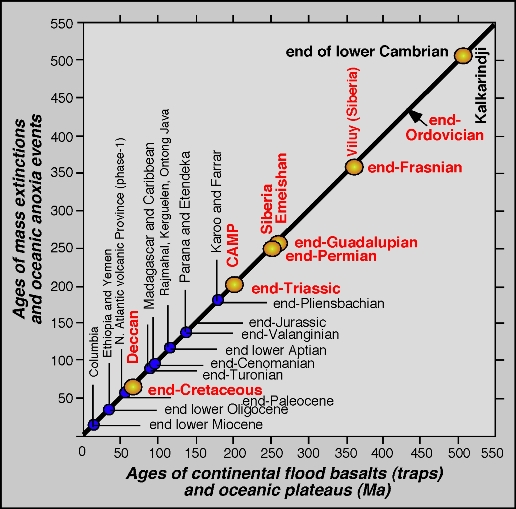 550
500
450
400
350
300
250
200
150
100
50
Ages of mass extinctions
and oceanic anoxia events
end of lower Cambrian
Kalkarindji
Viluy (Siberia)
end-
Ordovician
end-Frasnian
Siberia
Emeishan
end-Guadalupian
end-Permian
CAMP
end-Triassic
Karoo and Farrar
end-Pliensbachian
Parana and Etendeka
end-Jurassic
end-Valanginian
Rajmahal, Kerguelen, Ontong Java
end lower Aptian
Madagascar and Caribbean
end-Cenomanian
end-Turonian
Deccan
end-Cretaceous
N. Atlantic volcanic Province (phase-1)
end-Paleocene
Ethiopia and Yemen
end lower Oligocene
Columbia
end lower Miocene
0 50 100 150 200 250 300 350 400 450 500 550
Ages of continental flood basalts (traps)
and oceanic plateaus (Ma)